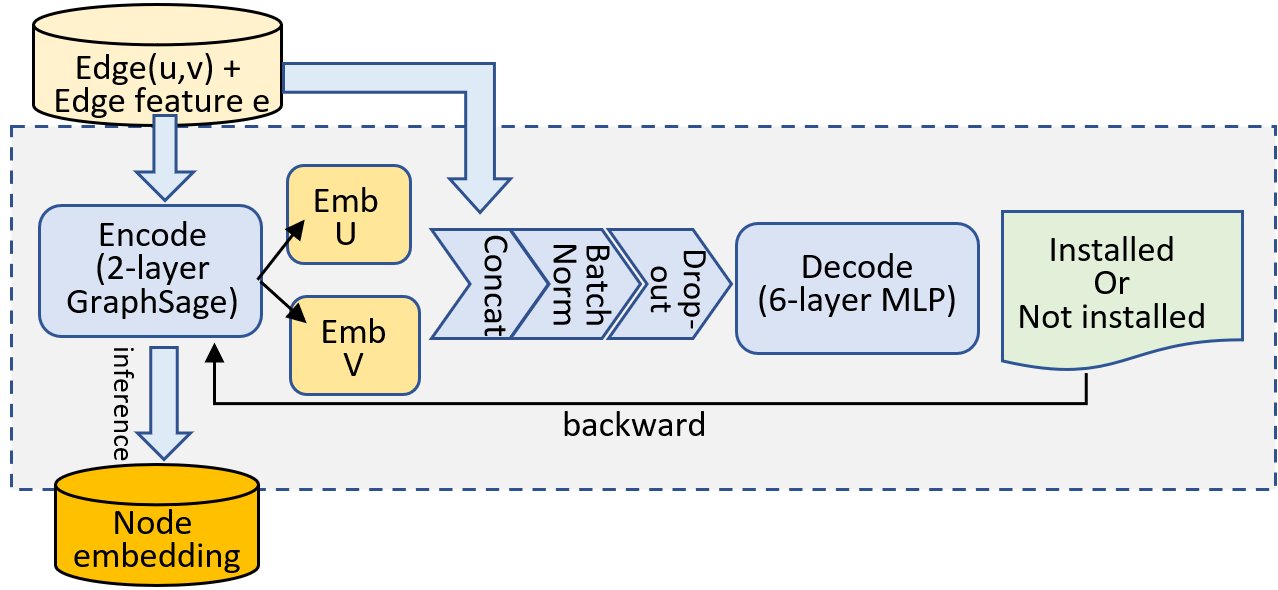 Edge(u,v) +
Edge feature e
Encode
(2-layer
GraphSage)
Emb
U
Emb
V
Concat
Batch
Norm
Drop-
out
Decode
(6-layer MLP)
Installed
Or
Not installed
backward
inference
Node
embedding